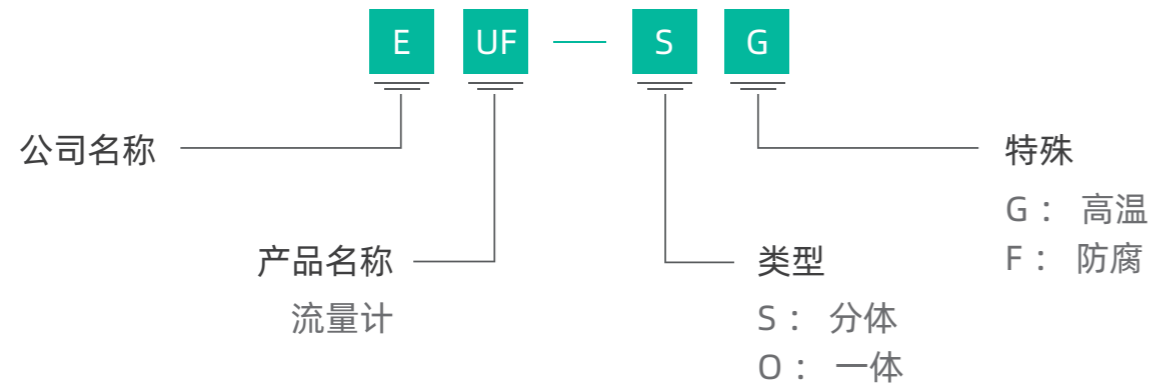 E UF — S G
公司名称
特殊
G： 高温
F： 防腐
产品名称
流量计
类型
S： 分体
O： 一体